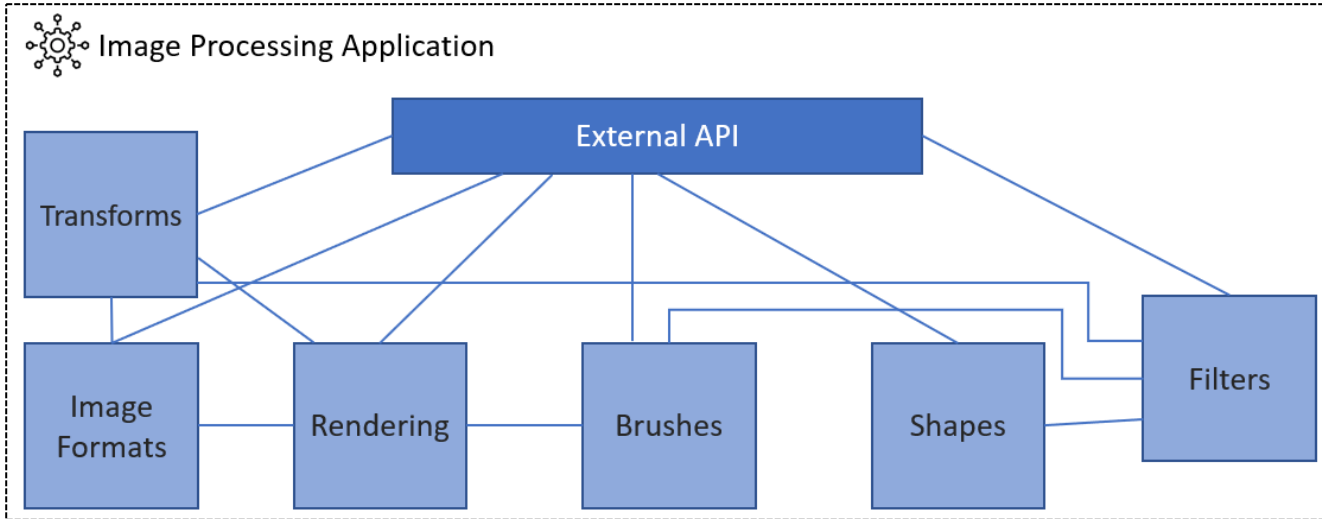 Image Processing Application
External API
Transforms
Image
Formats
Rendering
Brushes
Shapes
Filters